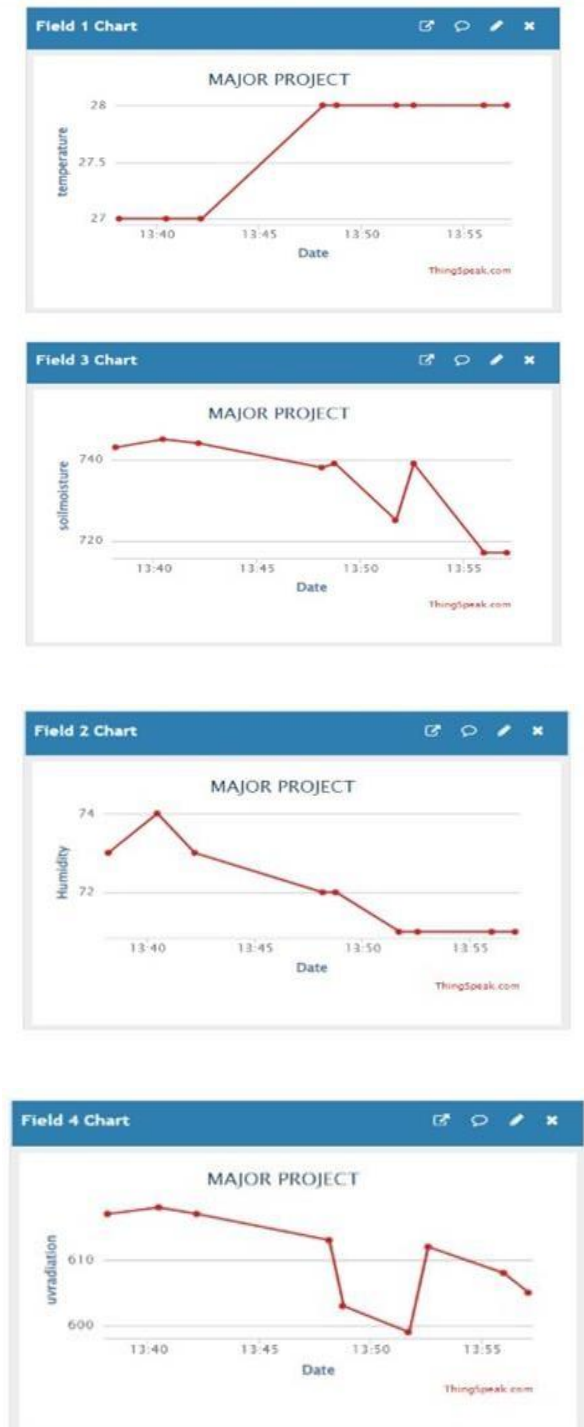 Field 1 Chart
MAJOR PROJECT
28
27.5
27
temperature
13:40 13:45 13:50 13:55
Date
ThingSpeak.com
Field 3 Chart
MAJOR PROJECT
740
720
soilmoisture
13:40 13:45 13:50 13:55
Date
ThingSpeak.com
Field 2 Chart
MAJOR PROJECT
74
72
Humidity
13:40 13:45 13:50 13:55
Date
ThingSpeak.com
Field 4 Chart
MAJOR PROJECT
610
600
uvradiation
13:40 13:45 13:50 13:55
Date
ThingSpeak.com